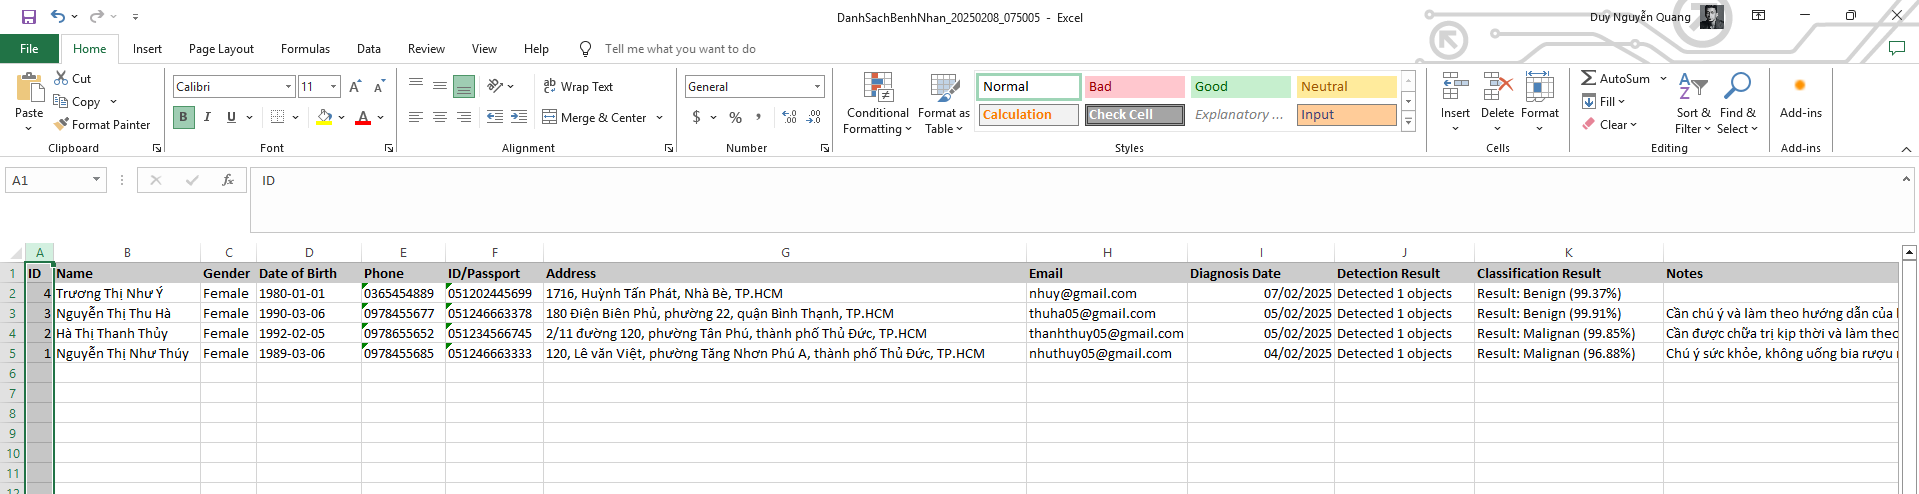 DanhSachBenhNhan_20250208_075005 - Excel
Duy Nguyễn Quang
File Home Insert Page Layout Formulas Data Review View Help Tell me what you want to do
Paste
Cut
Copy
Format Painter
Clipboard
Calibri 11
B I U
Font
Wrap Text
Merge & Center
Alignment
General
$ % ,
Number
Conditional Formatting
Format as Table
Normal Bad Good Neutral
Calculation Check Cell Explanatory ... Input
Styles
Insert Delete Format
Cells
AutoSum
Fill
Clear
Sort & Filter
Find & Select
Editing
Add-ins
Add-ins
A1 fx ID
A B C D E F G H I J K
1 ID Name Gender Date of Birth Phone ID/Passport Address Email Diagnosis Date Detection Result Classification Result Notes
2 4 Trương Thị Như Ý Female 1980-01-01 0365454889 051202445699 1716, Huỳnh Tấn Phát, Nhà Bè, TP.HCM nhuy@gmail.com 07/02/2025 Detected 1 objects Result: Benign (99.37%)
3 3 Nguyễn Thị Thu Hà Female 1990-03-06 0978455677 051246663378 180 Điện Biên Phủ, phường 22, quận Bình Thạnh, TP.HCM thuha05@gmail.com 05/02/2025 Detected 1 objects Result: Benign (99.91%) Cần chú ý và làm theo hướng dẫn của
4 2 Hà Thị Thanh Thủy Female 1992-02-05 0978655652 051234566745 2/11 đường 120, phường Tân Phú, thành phố Thủ Đức, TP.HCM thanhthuy05@gmail.com 05/02/2025 Detected 1 objects Result: Malignan (99.85%) Cần được chữa trị kịp thời và làm theo
5 1 Nguyễn Thị Như Thúy Female 1989-03-06 0978455685 051246663333 120, Lê văn Việt, phường Tăng Nhơn Phú A, thành phố Thủ Đức, TP.HCM nhuthuy05@gmail.com 04/02/2025 Detected 1 objects Result: Malignan (96.88%) Chú ý sức khỏe, không uống bia rượu
6
7
8
9
10
11
12